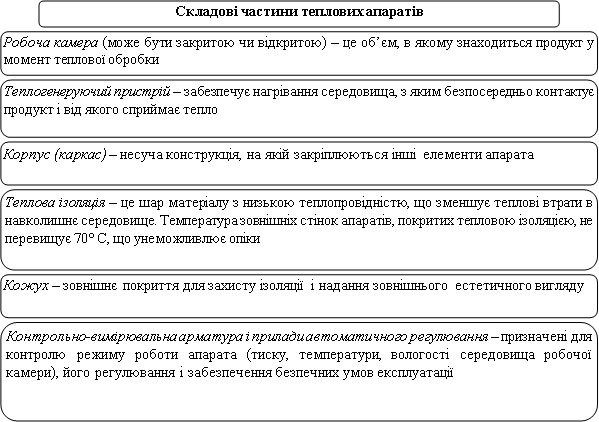 Складові частини теплових апаратів
Робоча камера (може бути закритою чи відкритою) – це об’єм, в якому знаходиться продукт у
момент теплової обробки
Теплогенеруючий пристрій – забезпечує нагрівання середовища, з яким безпосередньо контактує
продукт і від якого сприймає тепло
Корпус (каркас) – несуча конструкція, на якій закріплюються інші елементи апарата
Теплова ізоляція – це шар матеріалу з низькою теплопровідністю, що зменшує теплові втрати в
навколишнє середовище. Температура зовнішніх стінок апаратів, покритих тепловою ізоляцією, не
перевищує 70° С, що унеможливлює опіки
Кожух – зовнішнє покриття для захисту ізоляції і надання зовнішнього естетичного вигляду
Контрольно-вимірювальна арматура і прилади автоматичного регулювання – призначені для
контролю режиму роботи апарата (тиску, температури, вологості середовища робочої
камери), його регулювання і забезпечення безпечних умов експлуатації